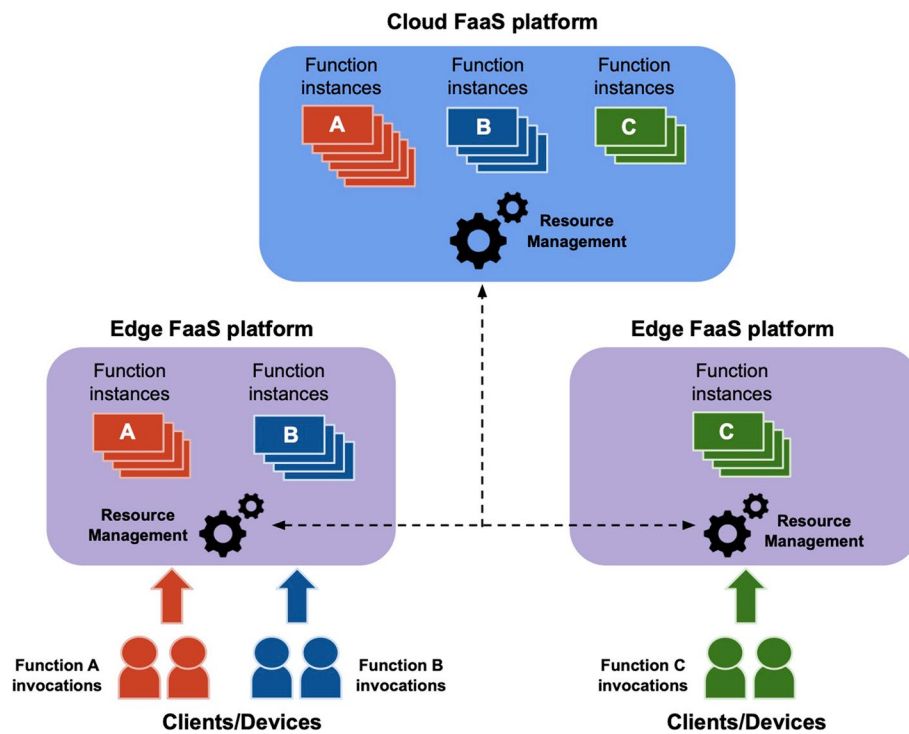 Cloud FaaS platform
Function
instances
Function
instances
Function
instances
A
B
C
Resource
Management
Edge FaaS platform
Function
instances
Function
instances
A
B
Resource
Management
Edge FaaS platform
Function
instances
C
Resource
Management
Function A
invocations
Function B
invocations
Clients/Devices
Function C
invocations
Clients/Devices